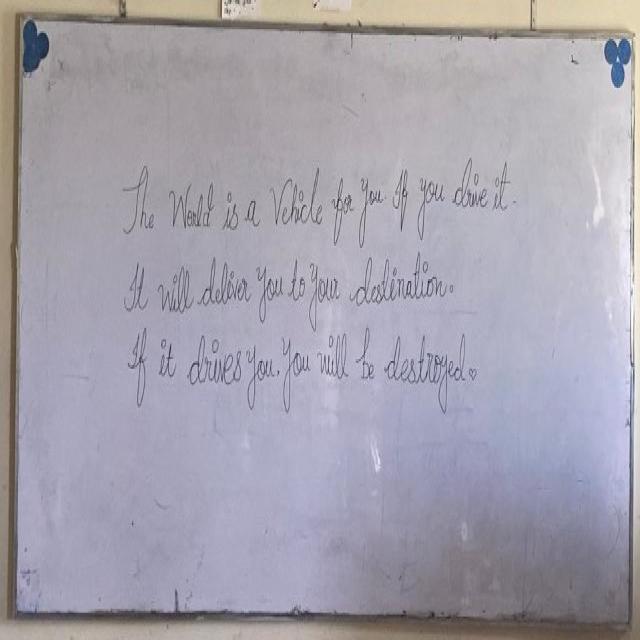 The World is a Vehicle for you If you drive it.
It will deliver you to your destination.
If it drives you, you will be destroyed